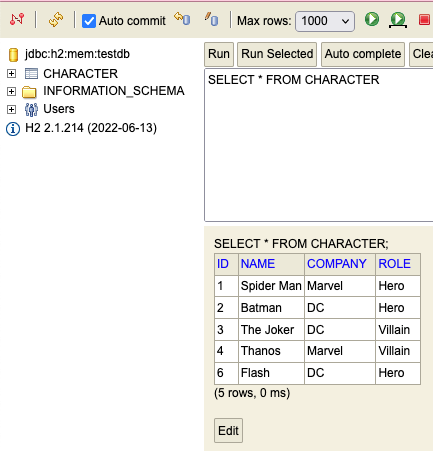 Auto commit Max rows: 1000
jdbc:h2:mem:testdb
CHARACTER
INFORMATION_SCHEMA
Users
H2 2.1.214 (2022-06-13)
Run Run Selected Auto complete Clea
SELECT * FROM CHARACTER
SELECT * FROM CHARACTER;
ID NAME COMPANY ROLE
1 Spider Man Marvel Hero
2 Batman DC Hero
3 The Joker DC Villain
4 Thanos Marvel Villain
6 Flash DC Hero
(5 rows, 0 ms)
Edit